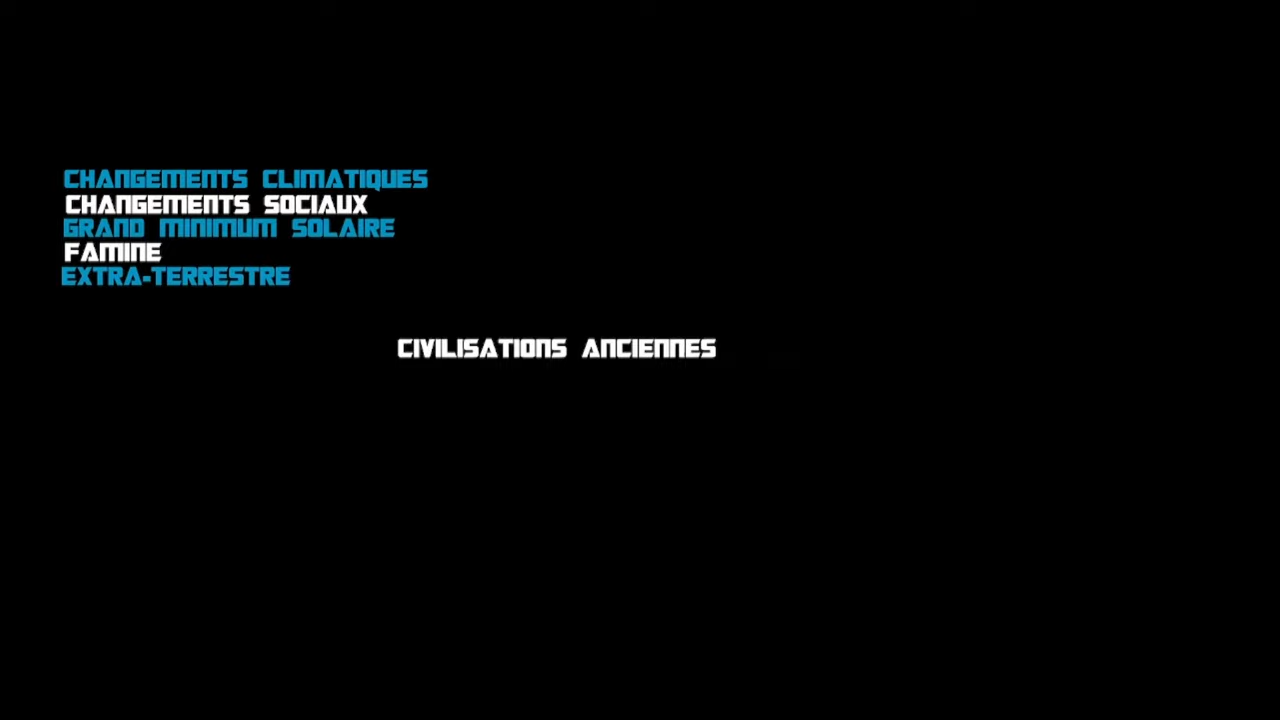 CHANGEMENTS CLIMATIQUES
CHANGEMENTS SOCIAUX
GRAND MINIMUM SOLAIRE
FAMINE
EXTRA-TERRESTRE
CIVILISATIONS ANCIENNES